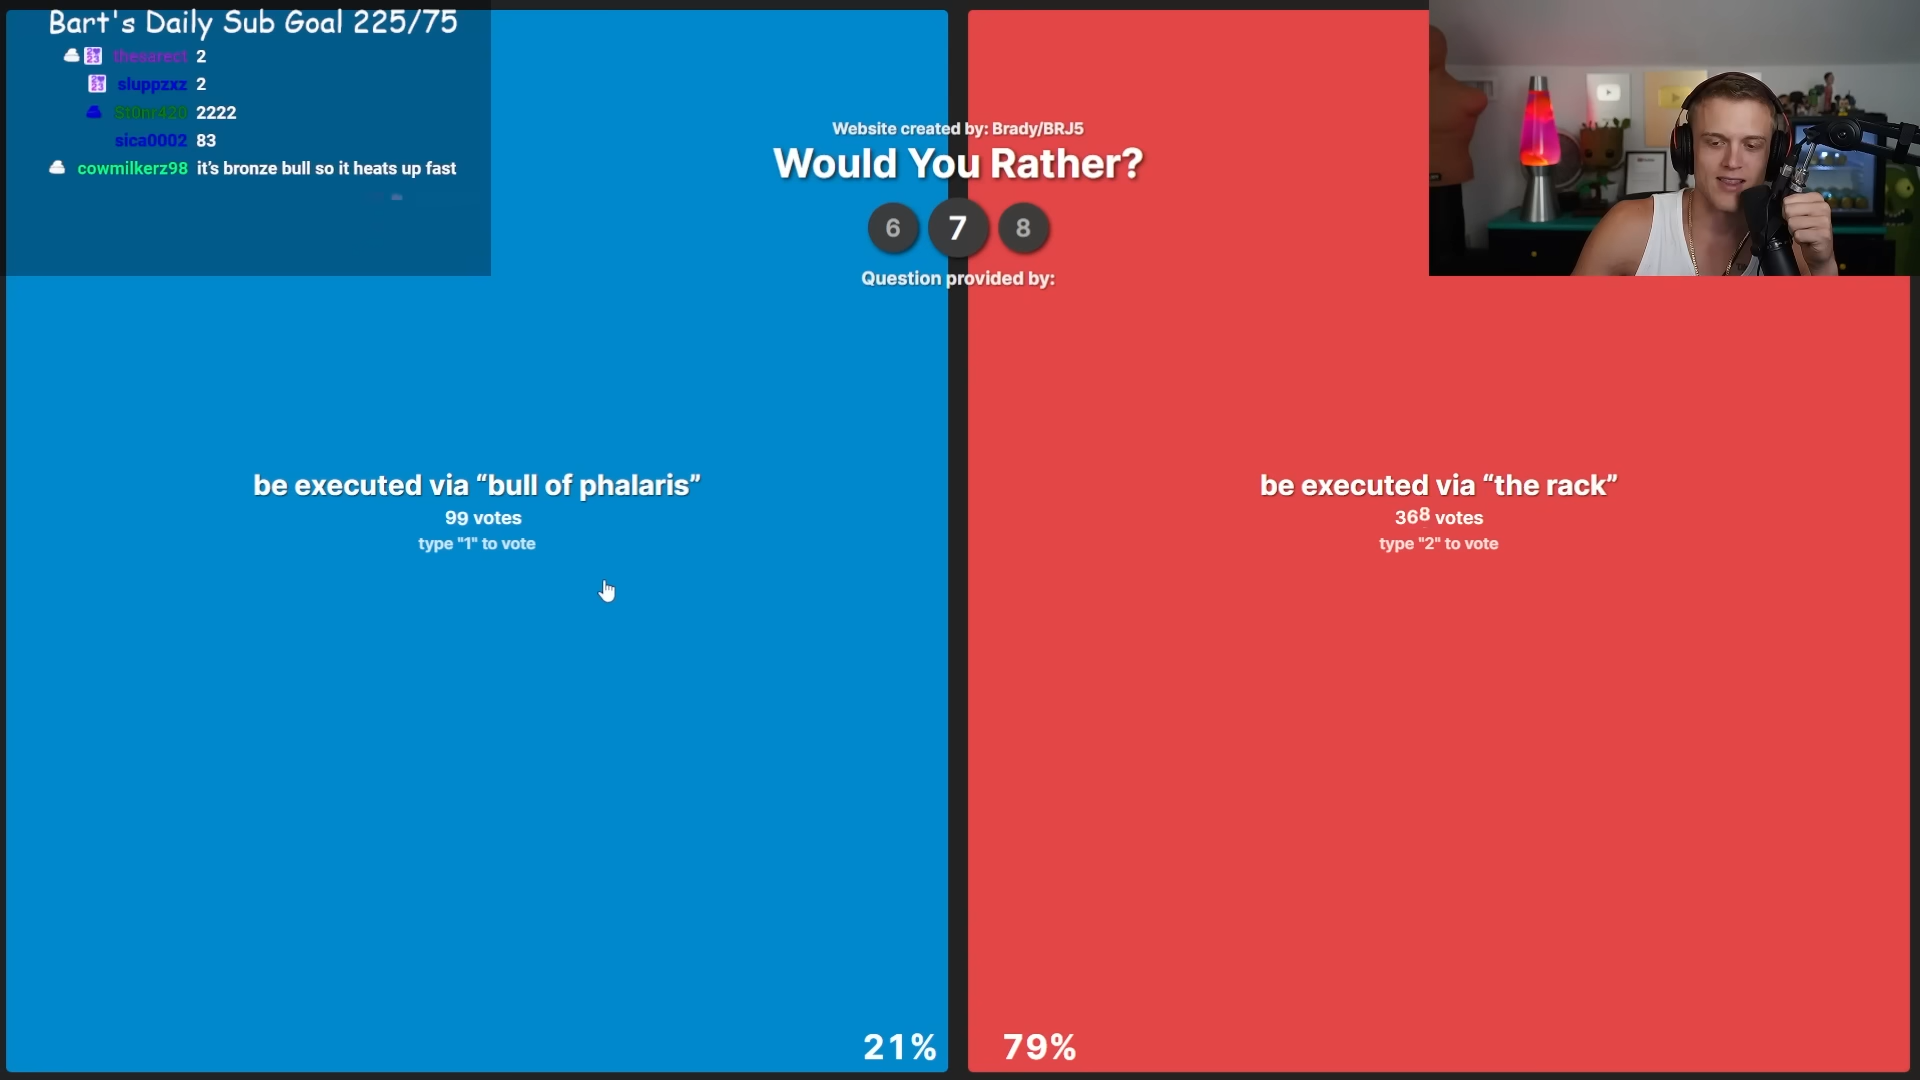 Bart's Daily Sub Goal 225/75
thesarect 2
sluppzxz 2
2222
sica0002 83
cowmilkerz98 it's bronze bull so it heats up fast
Website created by: Brady/BRJ5
Would You Rather?
6 7 8
Question provided by:
be executed via “bull of phalaris”
99 votes
type "1" to vote
be executed via “the rack”
368 votes
type "2" to vote
21%
79%